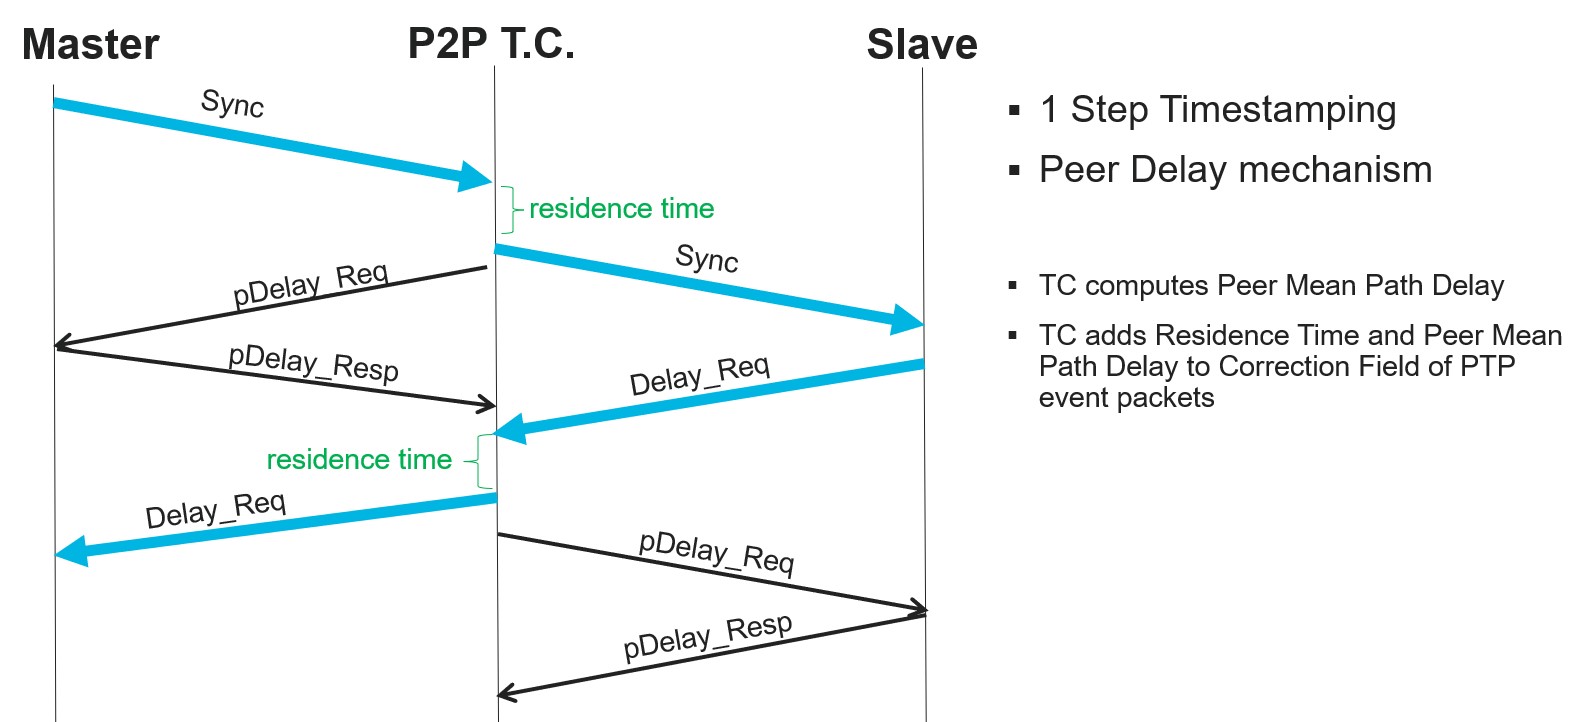 Master
P2P T.C.
Slave
Sync
residence time
Sync
pDelay_Req
pDelay_Resp
Delay_Req
residence time
Delay_Req
pDelay_Req
pDelay_Resp
▪ 1 Step Timestamping
▪ Peer Delay mechanism
▪ TC computes Peer Mean Path Delay
▪ TC adds Residence Time and Peer Mean
Path Delay to Correction Field of PTP
event packets